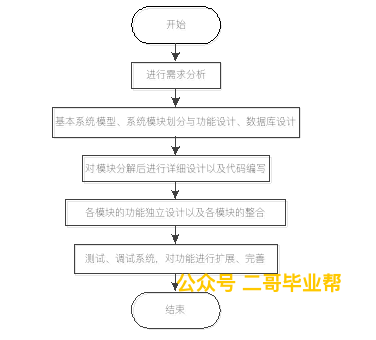 开始
进行需求分析
基本系统模型、系统模块划分与功能设计、数据库设计
对模块分解后进行详细设计以及代码编写
各模块的功能独立设计以及各模块的整合
测试、调试系统，对功能进行扩展、完善
公众号 二哥毕业帮
结束